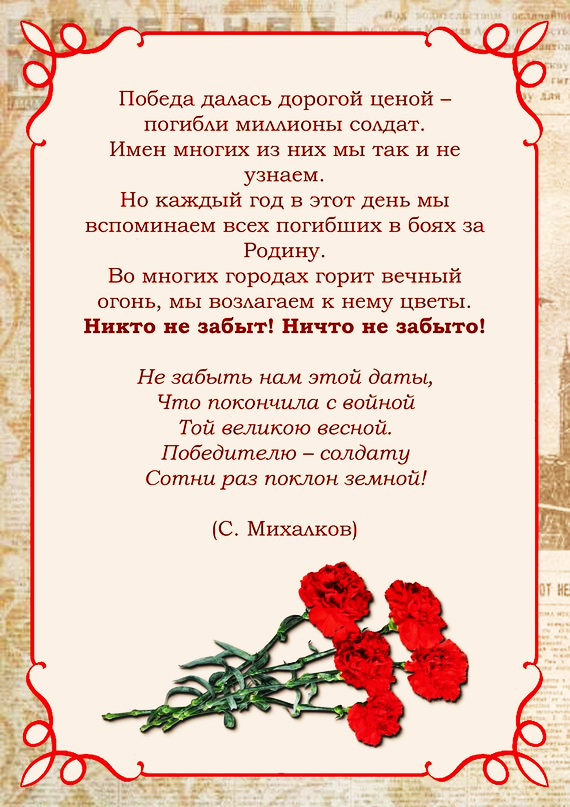 Победа далась дорогой ценой –
погибли миллионы солдат.
Имен многих из них мы так и не
узнаем.
Но каждый год в этот день мы
вспоминаем всех погибших в боях за
Родину.
Во многих городах горит вечный
огонь, мы возлагаем к нему цветы.
Никто не забыт! Ничто не забыто!
Не забыть нам этой даты,
Что покончила с войной
Той великою весной.
Победителю – солдату
Сотни раз поклон земной!
(С. Михалков)